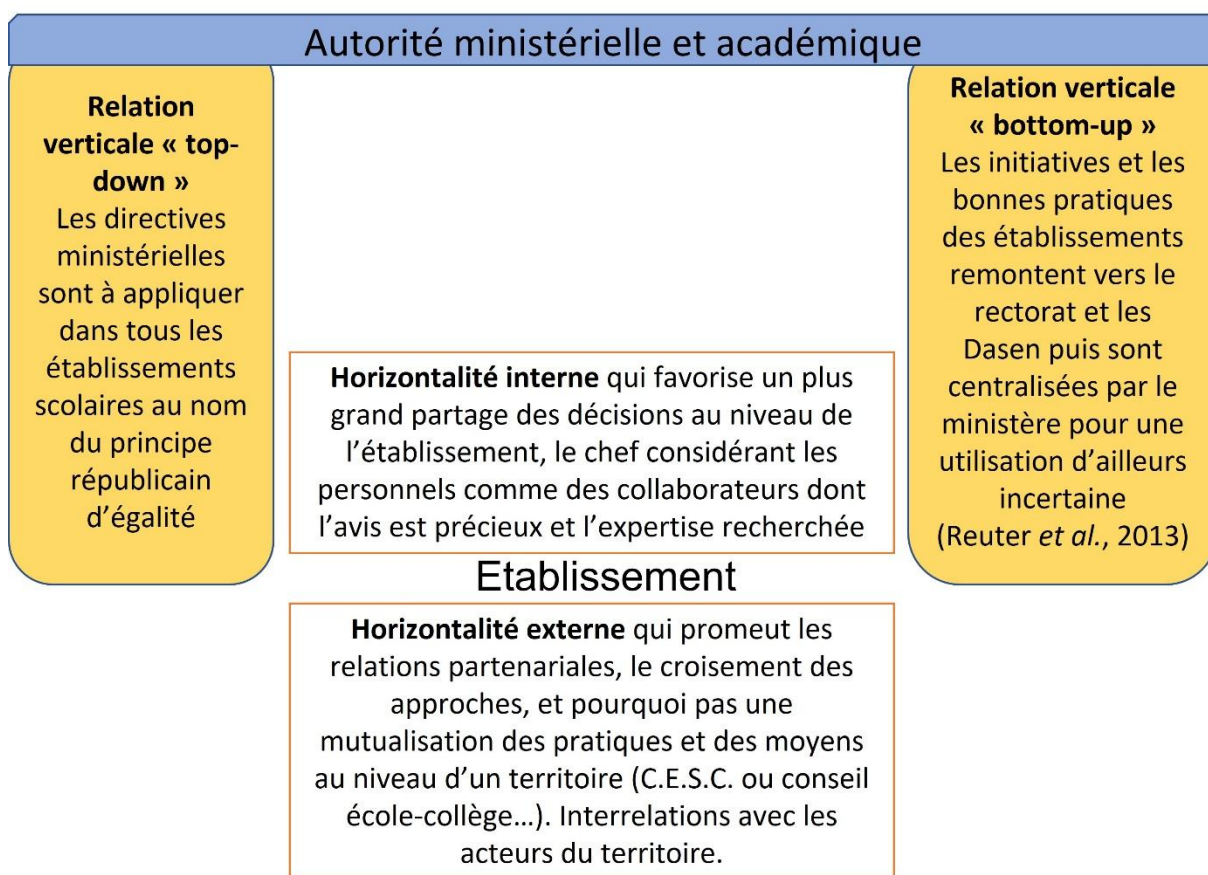 Autorité ministérielle et académique
Relation
verticale « top-
down »
Les directives
ministérielles
sont à appliquer
dans tous les
établissements
scolaires au nom
du principe
républicain
d’égalité
Horizontalité interne qui favorise un plus
grand partage des décisions au niveau de
l’établissement, le chef considérant les
personnels comme des collaborateurs dont
l’avis est précieux et l’expertise recherchée
Etablissement
Horizontalité externe qui promeut les
relations partenariales, le croisement des
approches, et pourquoi pas une
mutualisation des pratiques et des moyens
au niveau d’un territoire (C.E.S.C. ou conseil
école-collège…). Interrelations avec les
acteurs du territoire.
Relation verticale
« bottom-up »
Les initiatives et les
bonnes pratiques
des établissements
remontent vers le
rectorat et les
Dasen puis sont
centralisées par le
ministère pour une
utilisation d’ailleurs
incertaine
(Reuter et al., 2013)